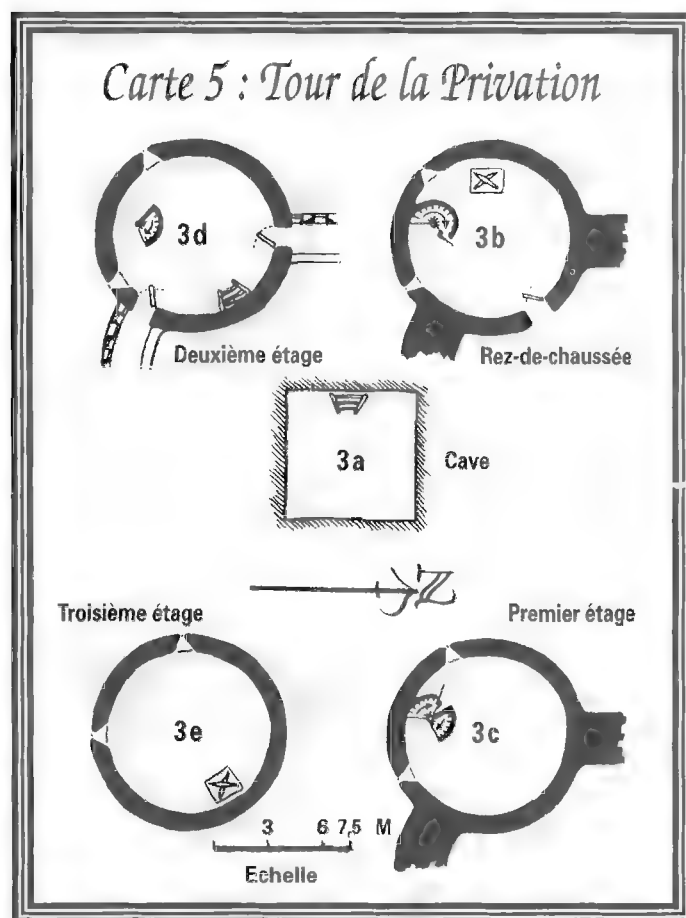 Carte 5 : Tour de la Privation
3d
3b
Deuxième étage
Rez-de-chaussée
3a
Cave
N
Troisième étage
Premier étage
3e
3c
3 6 7,5 M
Echelle